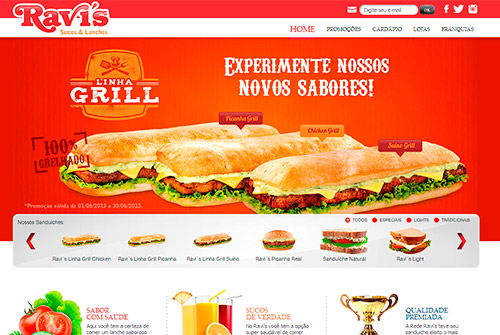 Ravi's
Sucos & Lanches
Digite seu e-mail
OK
HOME
PROMOÇÕES
CARDÁPIO
LOJAS
FRANQUIAS
LINHA
GRILL
EXPERIMENTE NOSSOS
NOVOS SABORES!
Picanha Grill
Chicken Grill
Suíno Grill
100%
GRELHADO
*Promoção válida de 01/06/2013 a 30/06/2013.
Nossos Sanduiches:
TODOS
ESPECIAIS
LIGHTS
TRADICIONAIS
Ravi´s Linha Grill Chicken
Ravi´s Linha Grill Picanha
Ravi´s Linha Grill Suíno
Ravi´s Picanha Real
Sanduíche Natural
Ravi´s Light
SABOR
COM SAÚDE
Aqui você tem a certeza de
comer um lanche saboroso
SUCOS
DE VERDADE
No Ravi's você tem a opção
super saudável de comer
QUALIDADE
PREMIADA
A Rede Ravi's teve seu
sanduíche eleito o mais